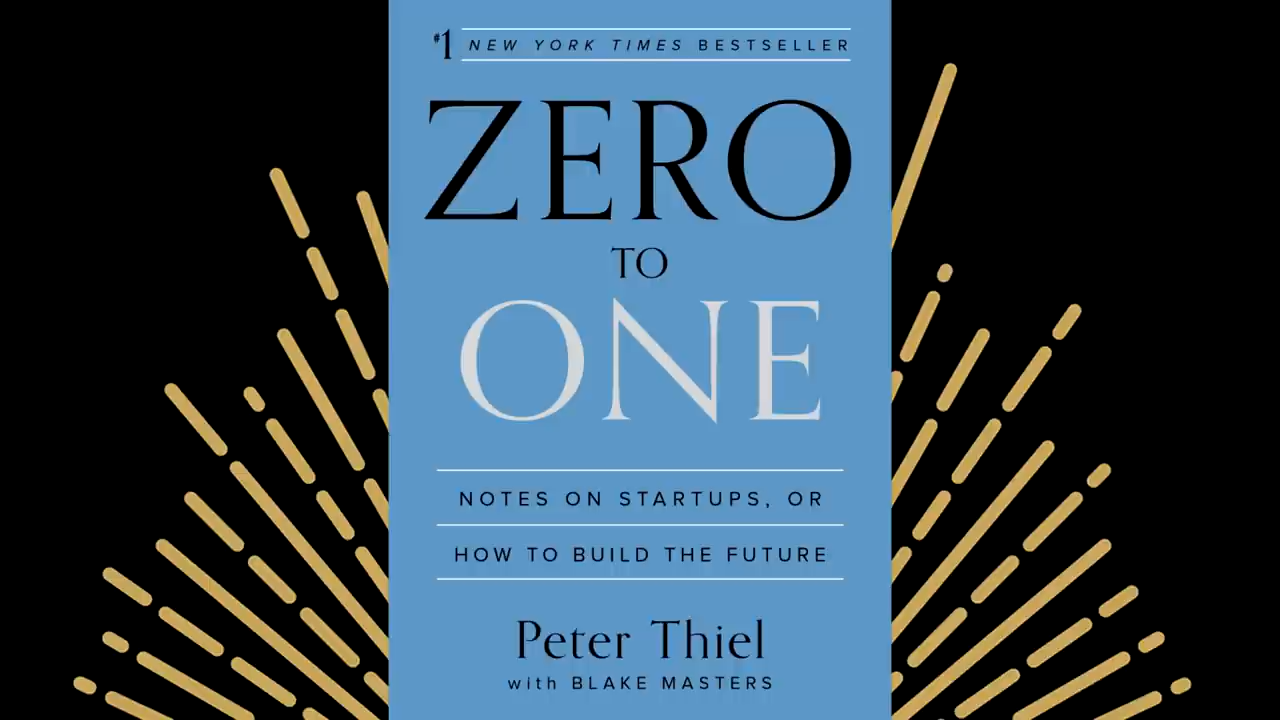 #1 NEW YORK TIMES BESTSELLER
ZERO
TO
ONE
NOTES ON STARTUPS, OR
HOW TO BUILD THE FUTURE
Peter Thiel
with BLAKE MASTERS